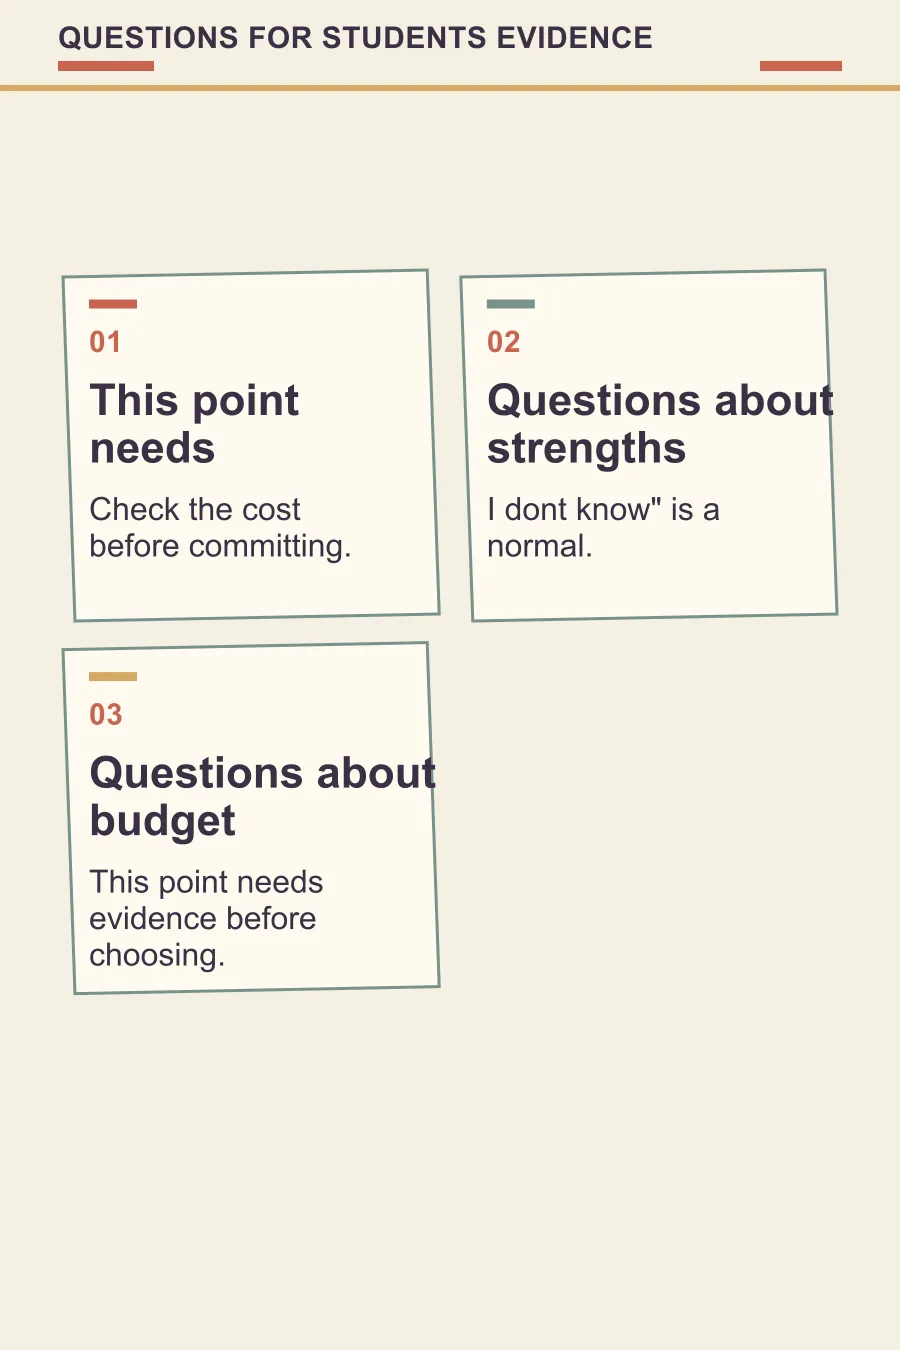 QUESTIONS FOR STUDENTS EVIDENCE
01
This point
needs
Check the cost
before committing.
02
Questions about
strengths
I dont know" is a
normal.
03
Questions about
budget
This point needs
evidence before
choosing.